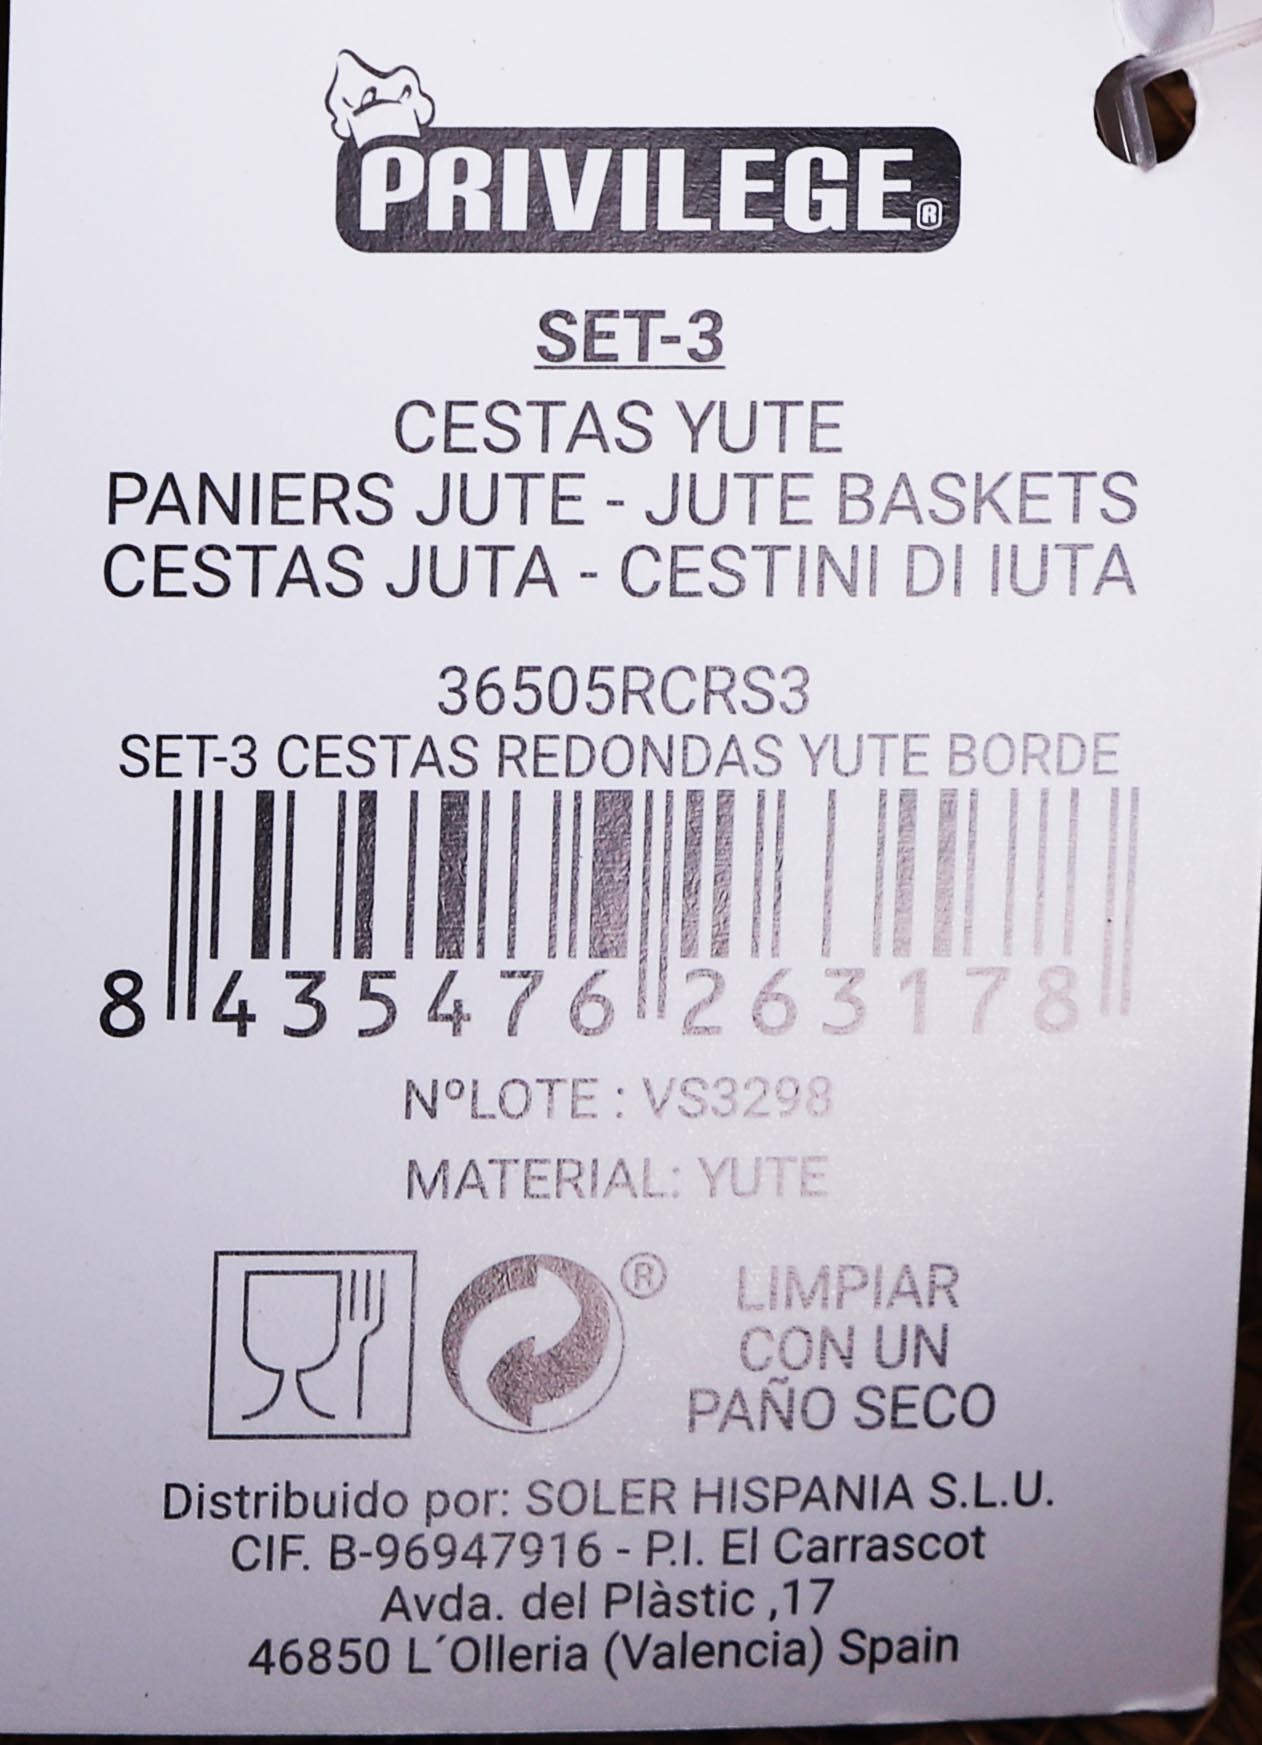 PRIVILEGE®
SET-3
CESTAS YUTE
PANIERS JUTE - JUTE BASKETS
CESTAS JUTA - CESTINI DI IUTA
36505RCRS3
SET-3 CESTAS REDONDAS YUTE BORDE
8 435476 263178
NºLOTE : VS3298
MATERIAL: YUTE
®
LIMPIAR
CON UN
PAÑO SECO
Distribuido por: SOLER HISPANIA S.L.U.
CIF. B-96947916 - P.I. El Carrascot
Avda. del Plàstic ,17
46850 L´Olleria (Valencia) Spain